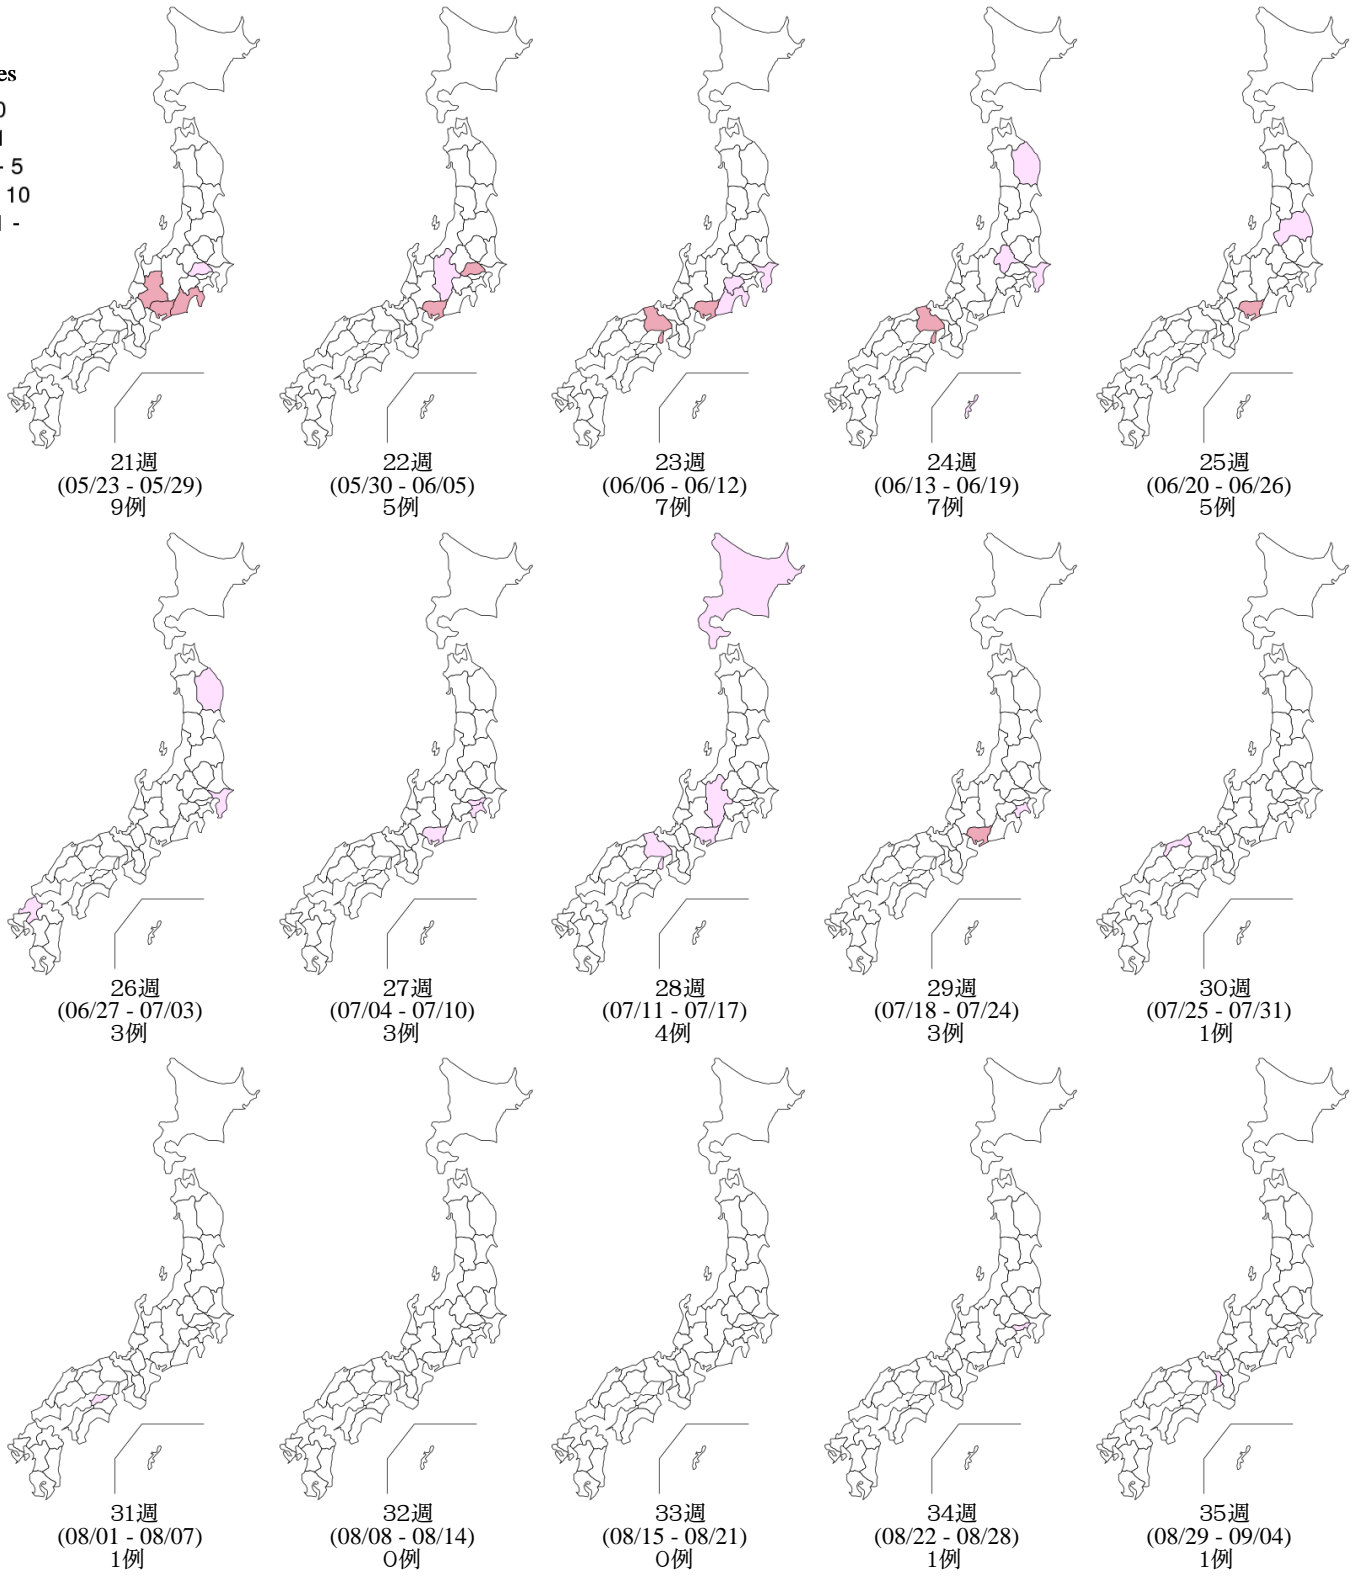 - 5
10
21週
(05/23 - 05/29)
9例
22週
(05/30 - 06/05)
5例
23週
(06/06 - 06/12)
7例
24週
(06/13 - 06/19)
7例
25週
(06/20 - 06/26)
5例
26週
(06/27 - 07/03)
3例
27週
(07/04 - 07/10)
3例
28週
(07/11 - 07/17)
4例
29週
(07/18 - 07/24)
3例
30週
(07/25 - 07/31)
1例
31週
(08/01 - 08/07)
1例
32週
(08/08 - 08/14)
0例
33週
(08/15 - 08/21)
0例
34週
(08/22 - 08/28)
1例
35週
(08/29 - 09/04)
1例